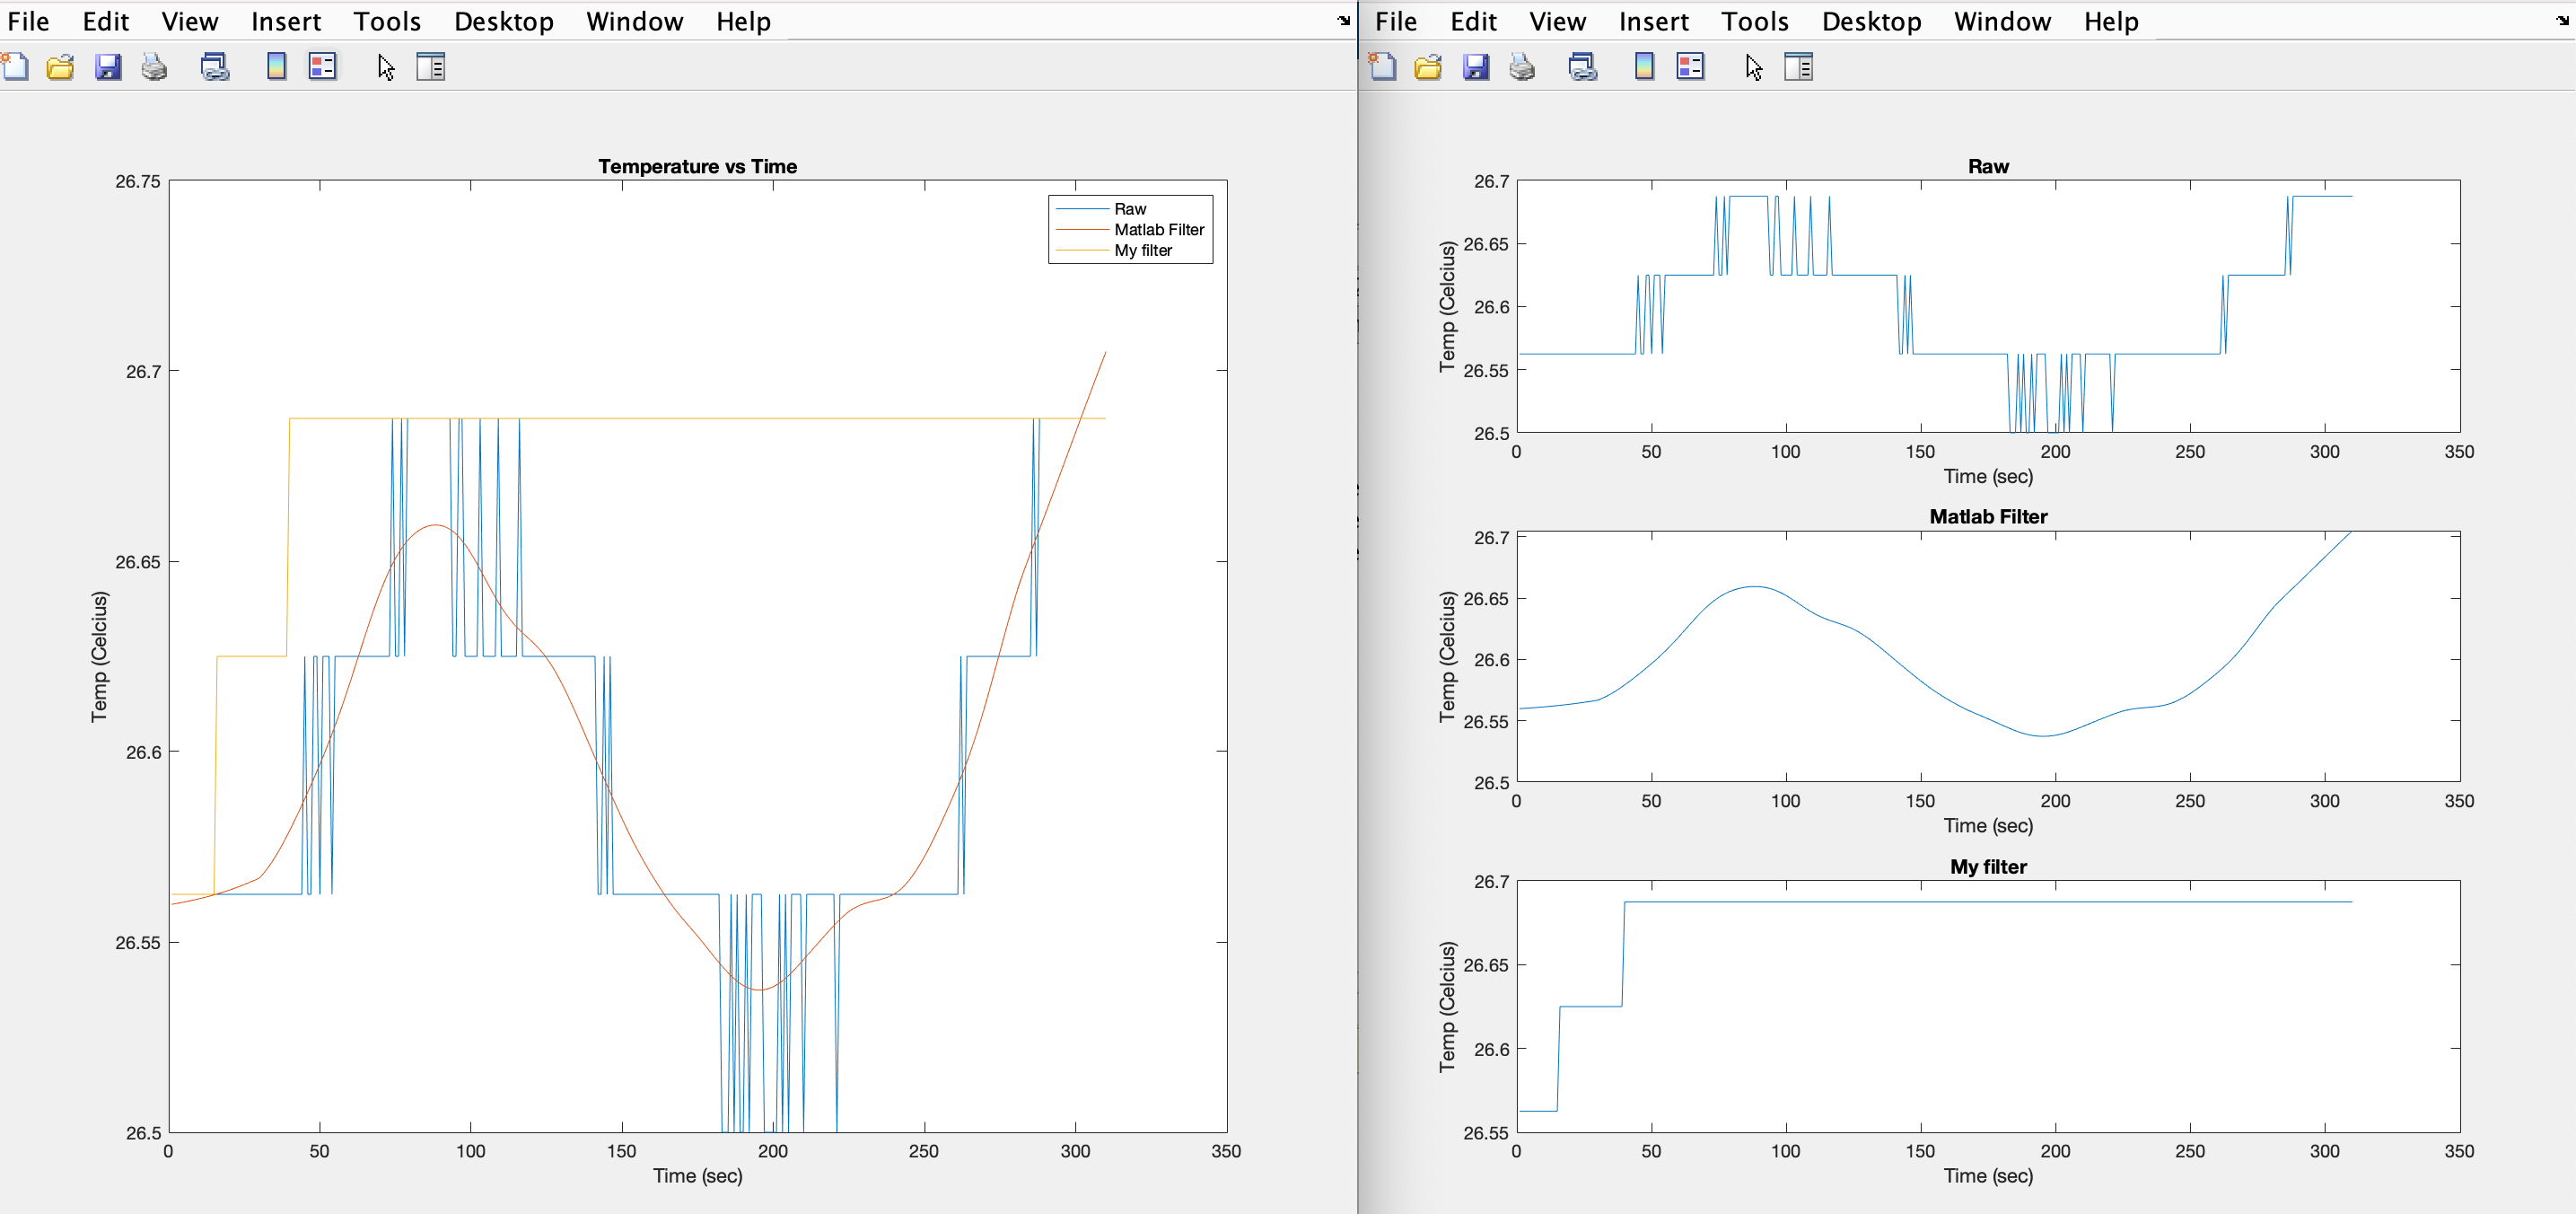 File Edit View Insert Tools Desktop Window Help
Temperature vs Time
Raw
Matlab Filter
My filter
26.75
26.7
26.65
26.6
26.55
26.5
Temp (Celcius)
0 50 100 150 200 250 300 350
Time (sec)
File Edit View Insert Tools Desktop Window Help
Raw
26.7
26.65
26.6
26.55
26.5
Temp (Celcius)
0 50 100 150 200 250 300 350
Time (sec)
Matlab Filter
26.7
26.65
26.6
26.55
26.5
Temp (Celcius)
0 50 100 150 200 250 300 350
Time (sec)
My filter
26.7
26.65
26.6
26.55
Temp (Celcius)
0 50 100 150 200 250 300 350
Time (sec)